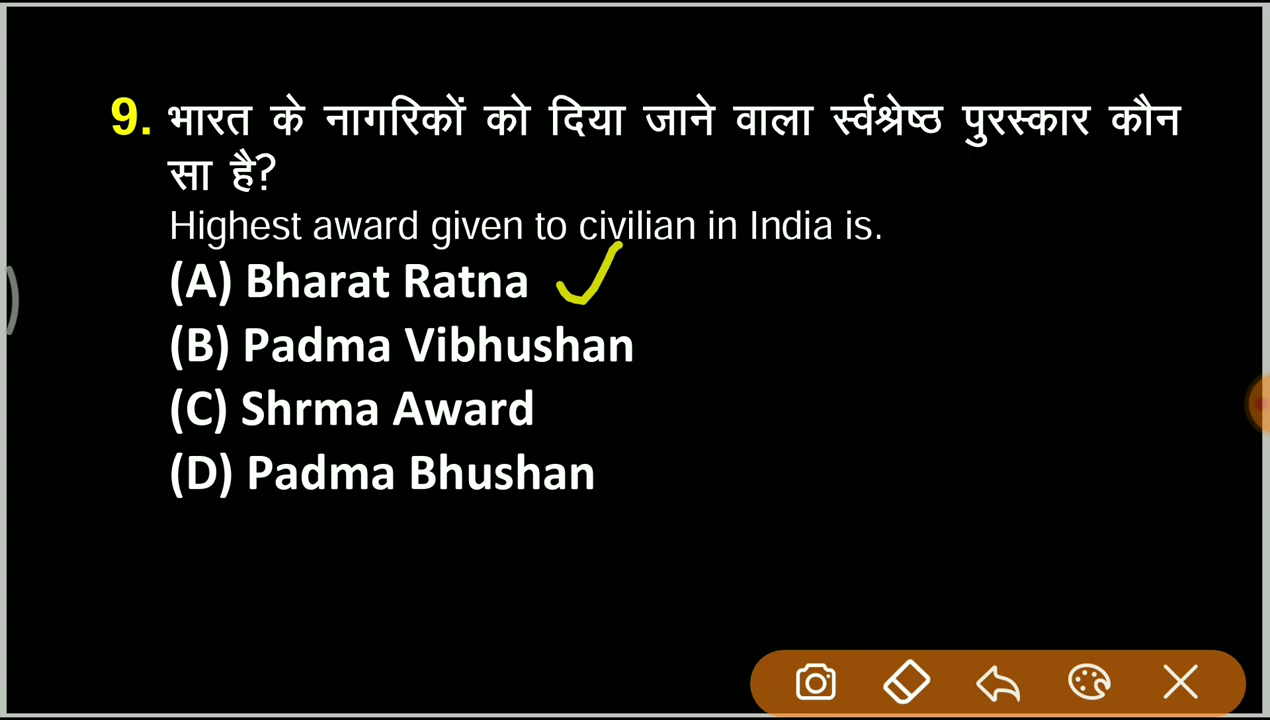 9. भारत के नागरिकों को दिया जाने वाला र्स्वश्रेष्ठ पुरस्कार कौन
सा है?
Highest award given to civilian in India is.
(A) Bharat Ratna
(B) Padma Vibhushan
(C) Shrma Award
(D) Padma Bhushan